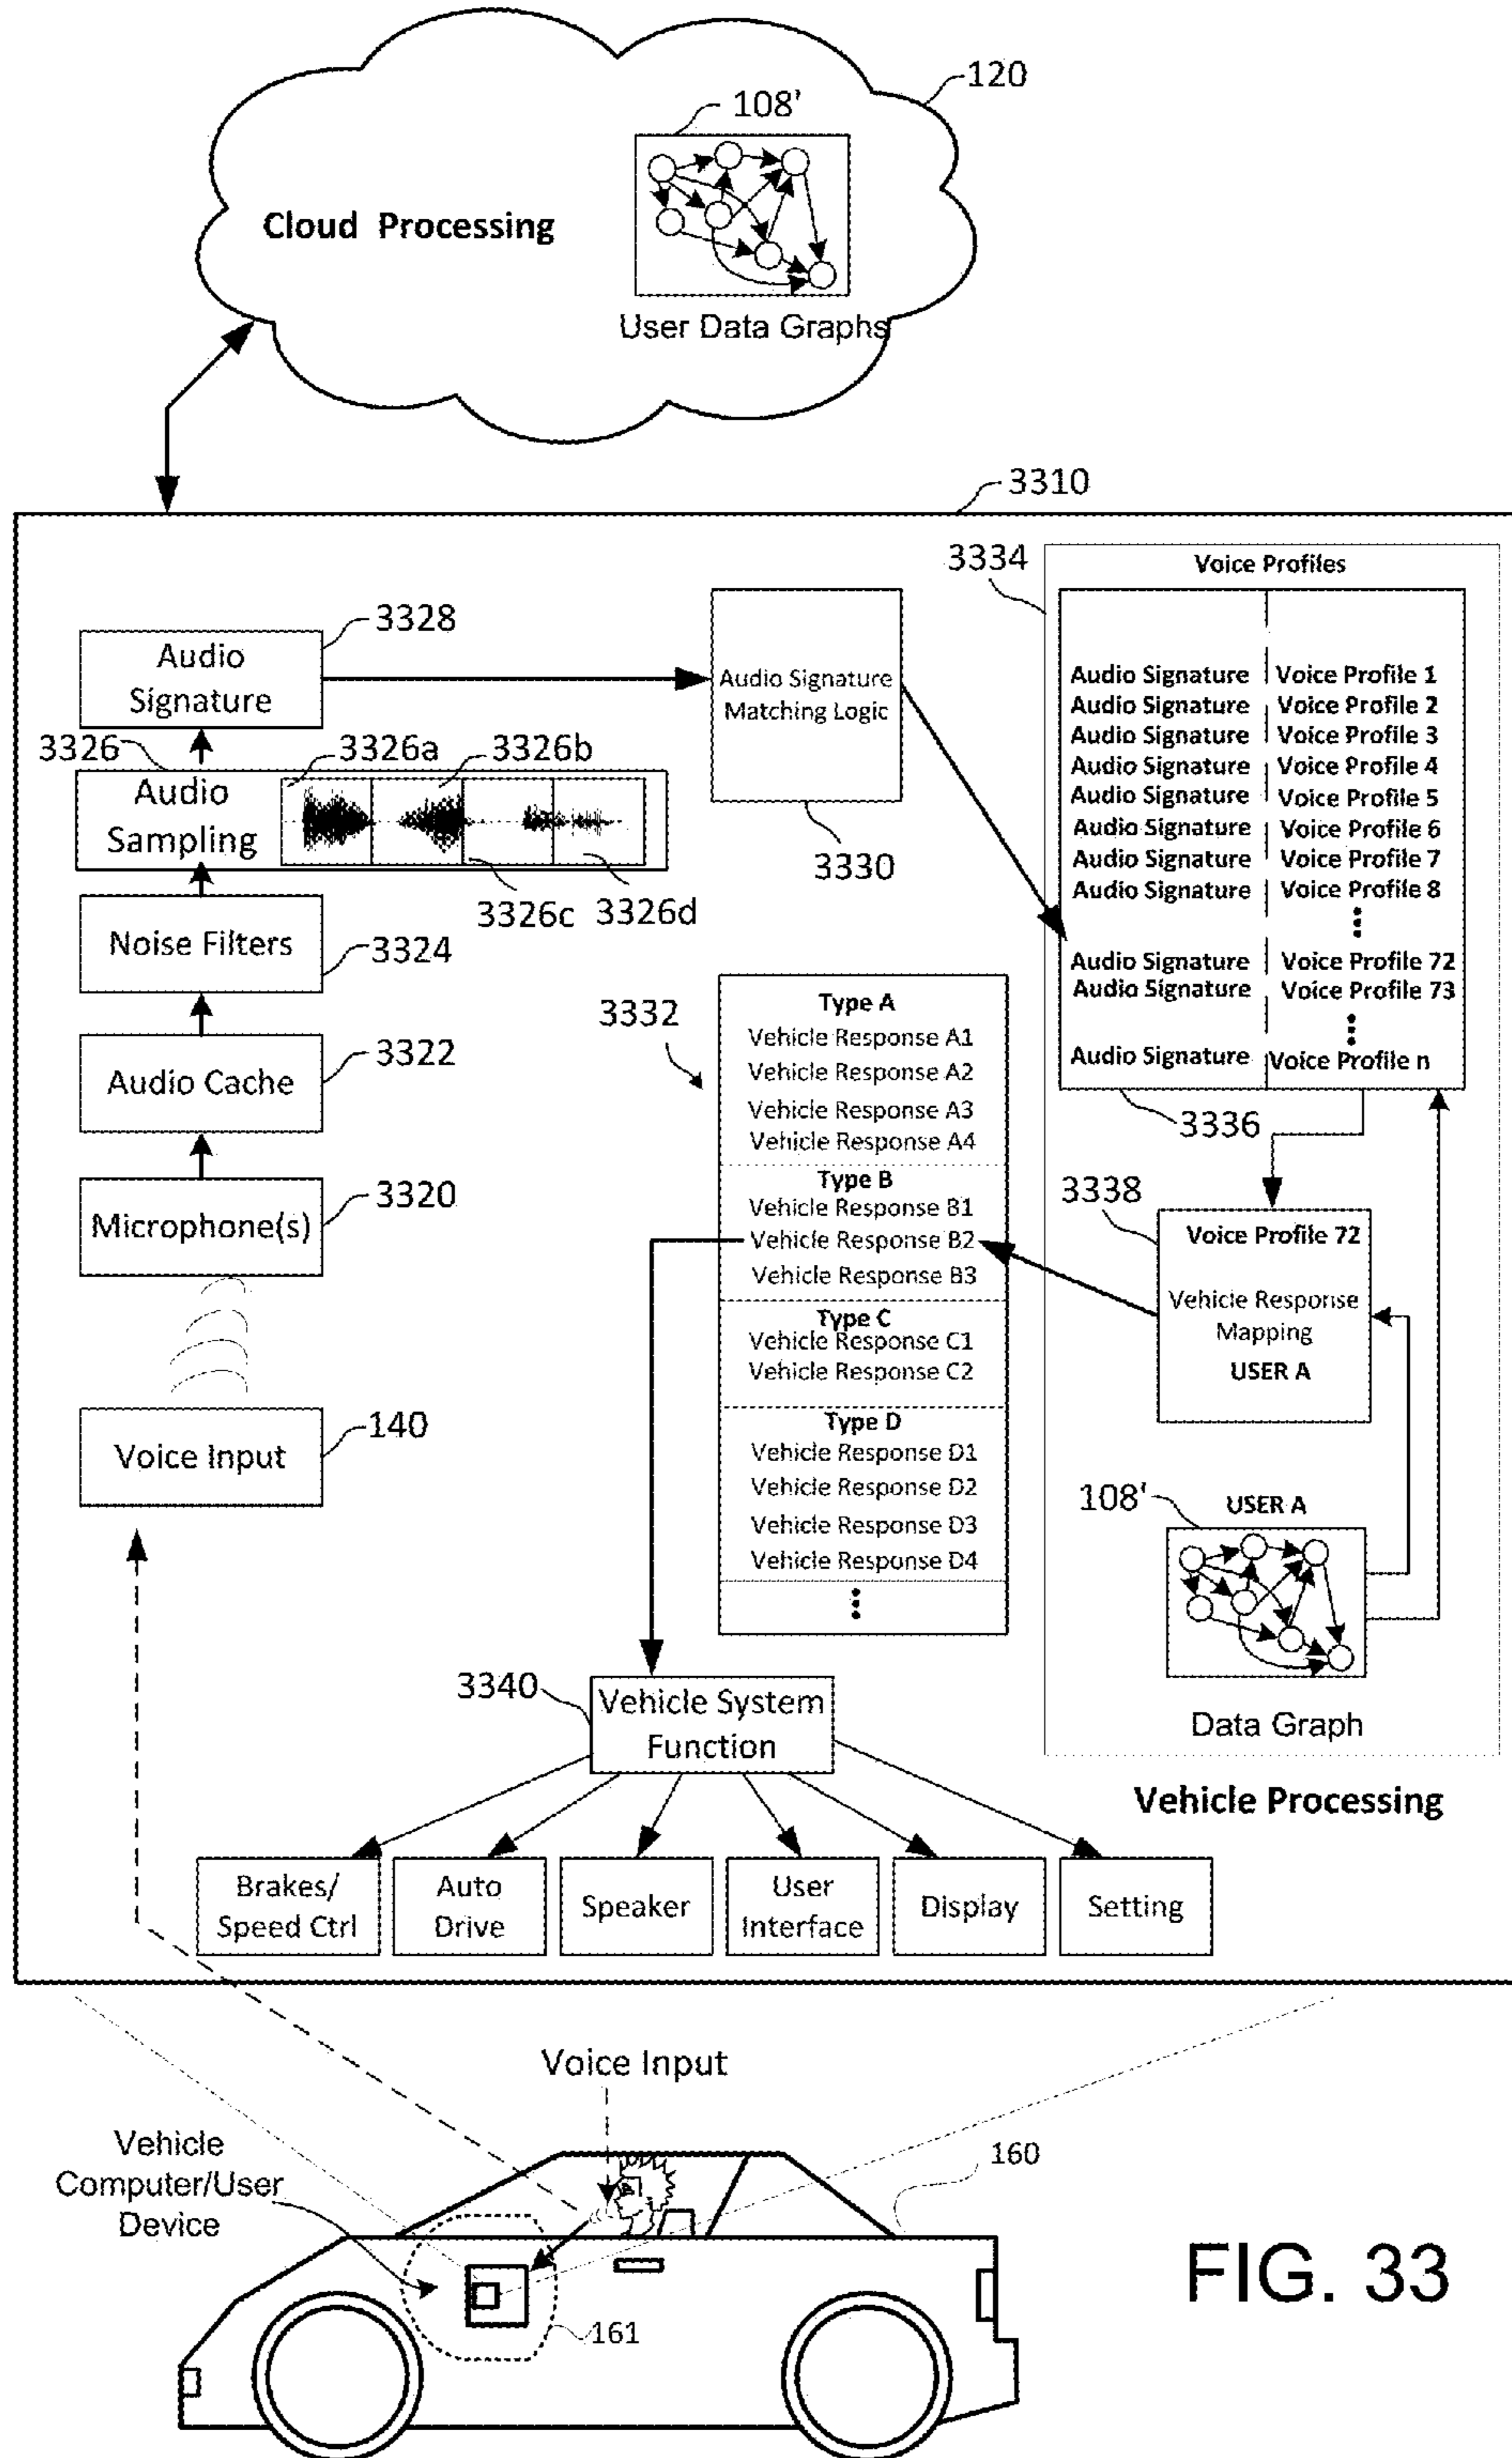 120
108'
Cloud Processing
User Data Graphs
3310
3334
Voice Profiles
3328
Audio
Signature
Audio Signature
Matching Logic
3330
Audio Signature Voice Profile 1
Audio Signature Voice Profile 2
Audio Signature Voice Profile 3
Audio Signature Voice Profile 4
Audio Signature Voice Profile 5
Audio Signature Voice Profile 6
Audio Signature Voice Profile 7
Audio Signature Voice Profile 8
Audio Signature Voice Profile 72
Audio Signature Voice Profile 73
Audio Signature Voice Profile n
3336
3326
3326a
3326b
Audio
Sampling
3326c
3326d
Noise Filters
3324
3322
Audio Cache
3320
Microphone(s)
140
Voice Input
3332
Type A
Vehicle Response A1
Vehicle Response A2
Vehicle Response A3
Vehicle Response A4
Type B
Vehicle Response B1
Vehicle Response B2
Vehicle Response B3
Type C
Vehicle Response C1
Vehicle Response C2
Type D
Vehicle Response D1
Vehicle Response D2
Vehicle Response D3
Vehicle Response D4
3338
Voice Profile 72
Vehicle Response
Mapping
USER A
108'
USER A
Data Graph
3340
Vehicle System
Function
Vehicle Processing
Brakes/
Speed Ctrl
Auto
Drive
Speaker
User
Interface
Display
Setting
Voice Input
Vehicle
Computer/User
Device
160
161
FIG. 33